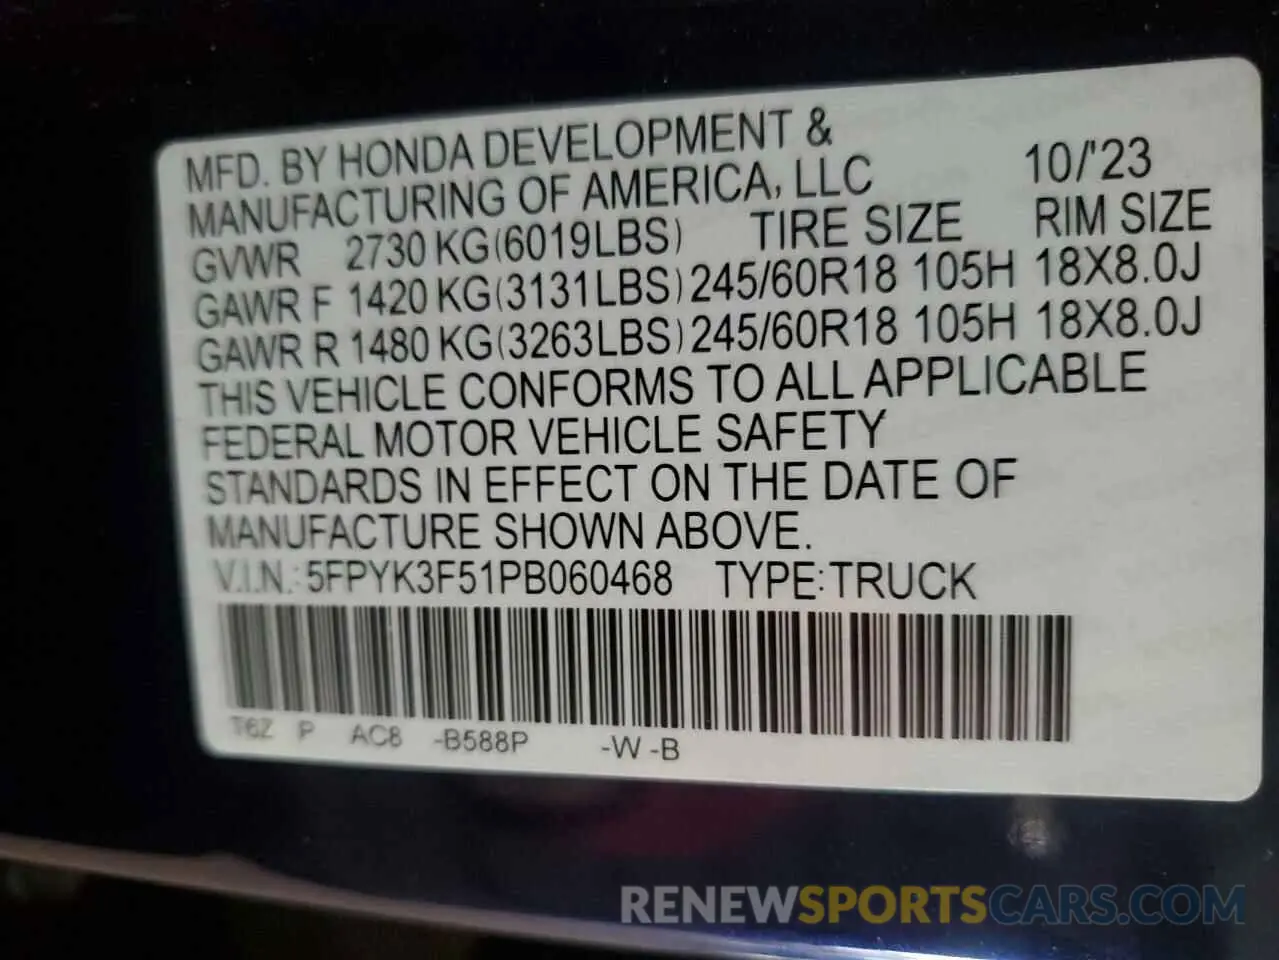 MFD. BY HONDA DEVELOPMENT &
MANUFACTURING OF AMERICA, LLC 10/'23
GVWR 2730 KG(6019LBS) TIRE SIZE RIM SIZE
GAWR F 1420 KG(3131LBS) 245/60R18 105H 18X8.0J
GAWR R 1480 KG(3263LBS) 245/60R18 105H 18X8.0J
THIS VEHICLE CONFORMS TO ALL APPLICABLE
FEDERAL MOTOR VEHICLE SAFETY
STANDARDS IN EFFECT ON THE DATE OF
MANUFACTURE SHOWN ABOVE.
V.I.N.: 5FPYK3F51PB060468 TYPE: TRUCK
T6Z P AC8 -B588P -W -B
RENEWSPORTSCARS.COM